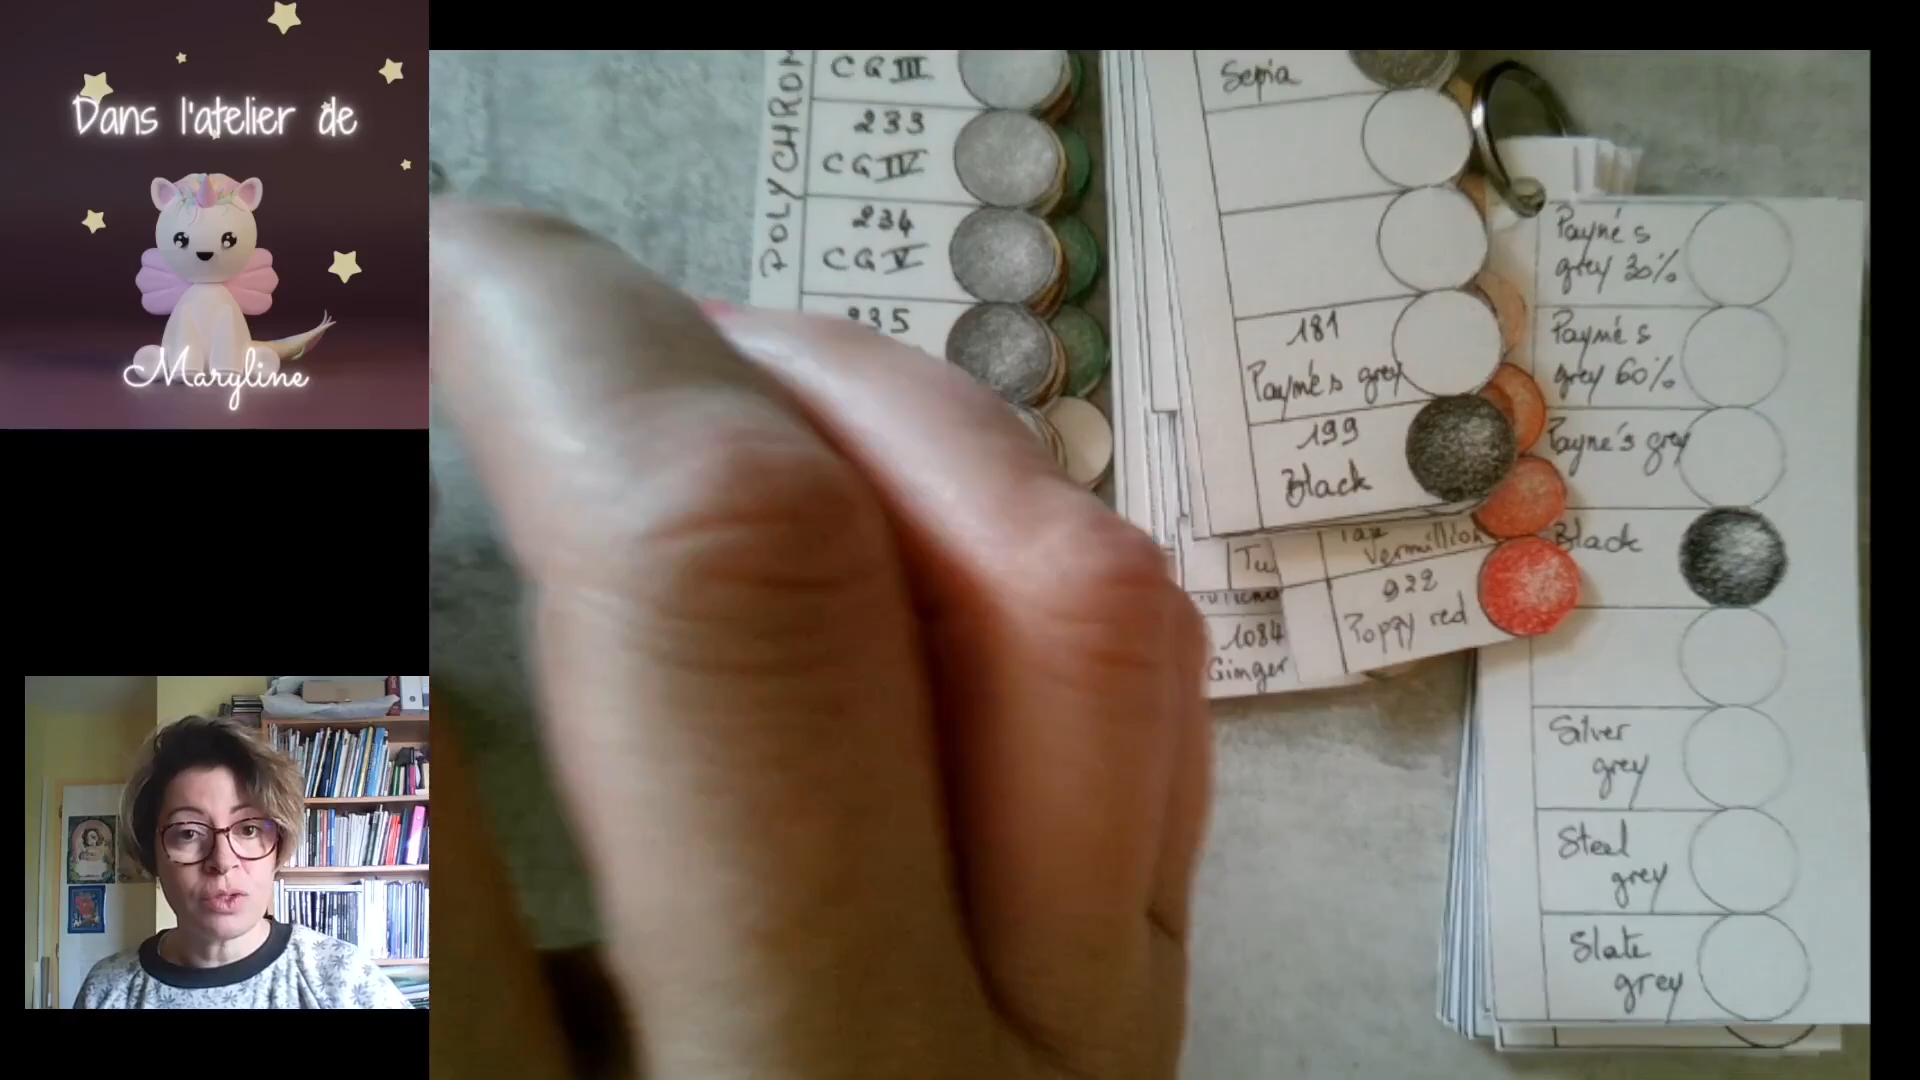 Dans l'atelier de
Maryline
POLYCHROM
CG III
233
CG IV
234
CG V
235
Sepia
181
Payne's grey
199
Black
Vermillion
922
Poppy red
1084
Ginger
Payne's
grey 30%
Payne's
grey 60%
Payne's grey
Black
Silver
grey
Steel
grey
Slate
grey